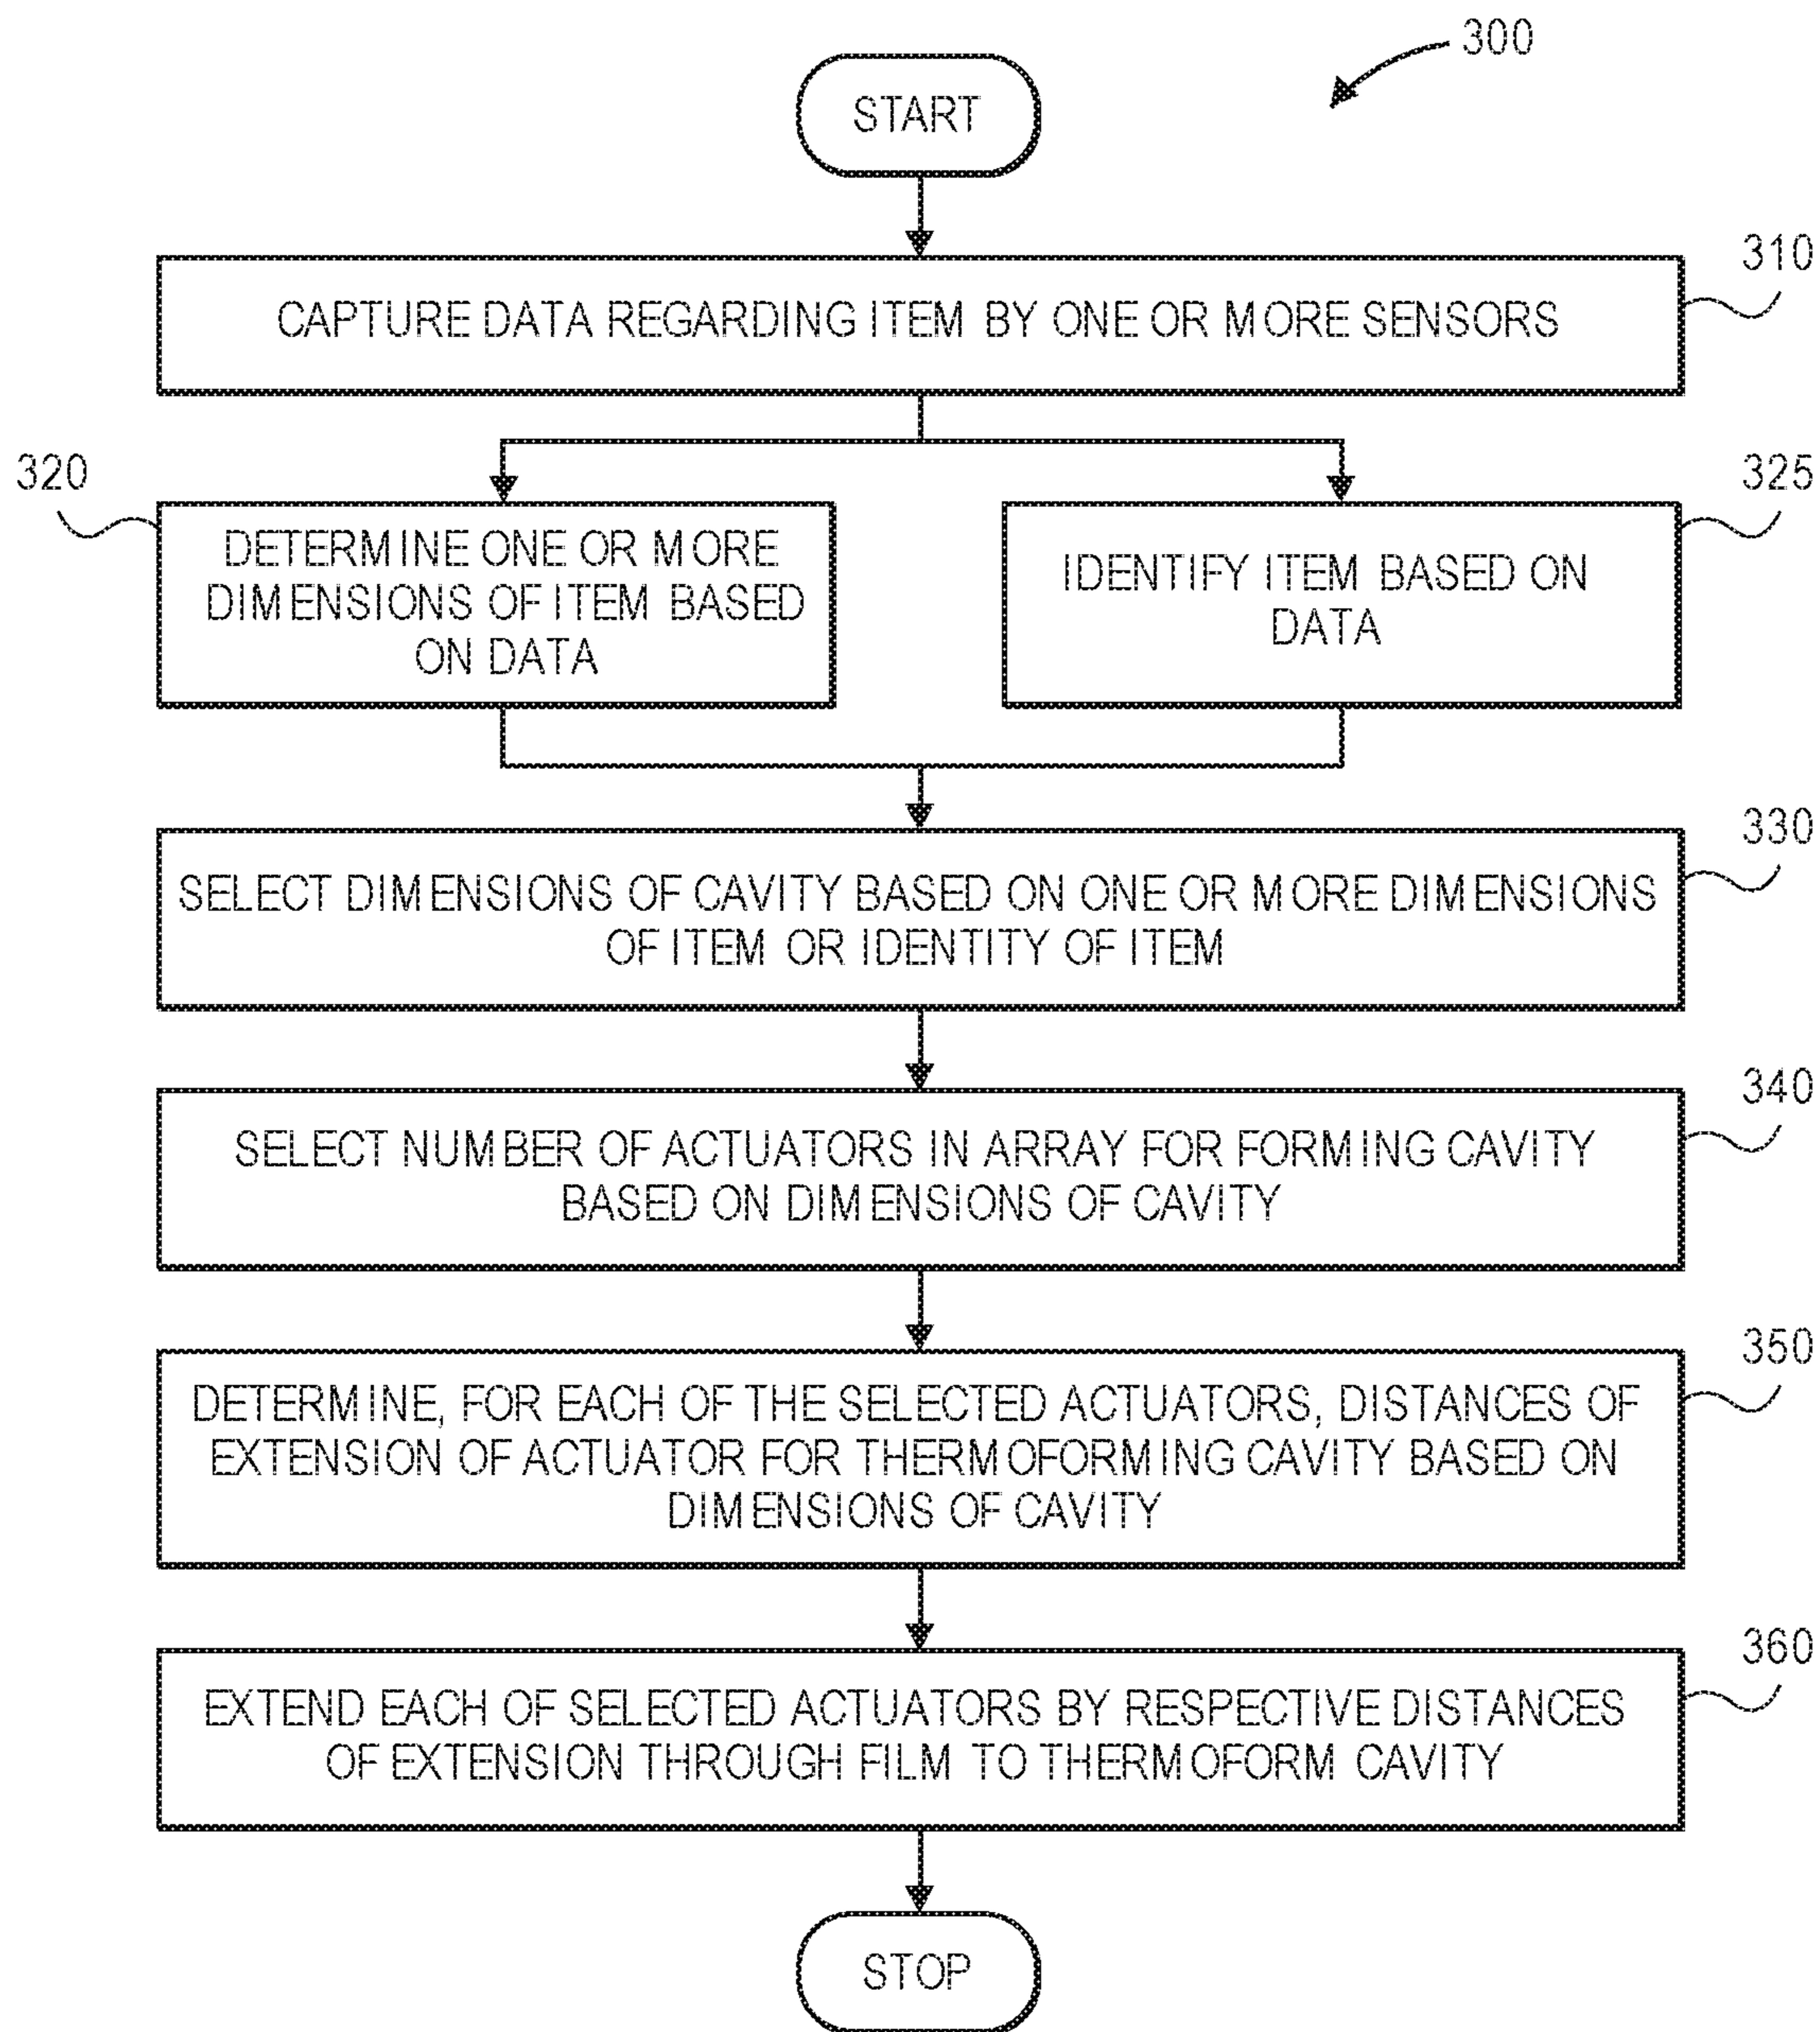 300
START
310
CAPTURE DATA REGARDING ITEM BY ONE OR MORE SENSORS
320
DETERMINE ONE OR MORE
DIMENSIONS OF ITEM BASED
ON DATA
325
IDENTIFY ITEM BASED ON
DATA
330
SELECT DIMENSIONS OF CAVITY BASED ON ONE OR MORE DIMENSIONS
OF ITEM OR IDENTITY OF ITEM
340
SELECT NUMBER OF ACTUATORS IN ARRAY FOR FORMING CAVITY
BASED ON DIMENSIONS OF CAVITY
350
DETERMINE, FOR EACH OF THE SELECTED ACTUATORS, DISTANCES OF
EXTENSION OF ACTUATOR FOR THERMOFORMING CAVITY BASED ON
DIMENSIONS OF CAVITY
360
EXTEND EACH OF SELECTED ACTUATORS BY RESPECTIVE DISTANCES
OF EXTENSION THROUGH FILM TO THERMOFORM CAVITY
STOP